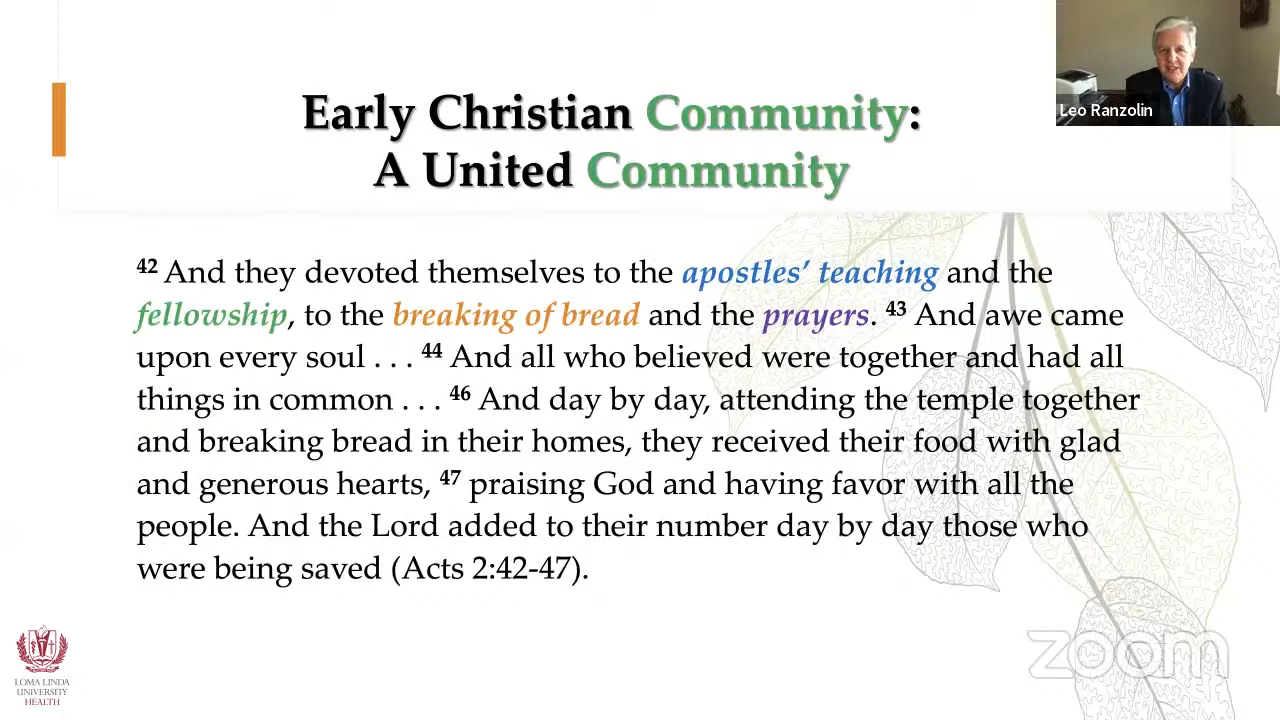 Leo Ranzolin
Early Christian Community:
A United Community
42 And they devoted themselves to the apostles’ teaching and the
fellowship, to the breaking of bread and the prayers. 43 And awe came
upon every soul . . . 44 And all who believed were together and had all
things in common . . . 46 And day by day, attending the temple together
and breaking bread in their homes, they received their food with glad
and generous hearts, 47 praising God and having favor with all the
people. And the Lord added to their number day by day those who
were being saved (Acts 2:42-47).
LOMA LINDA
UNIVERSITY
HEALTH
zoom